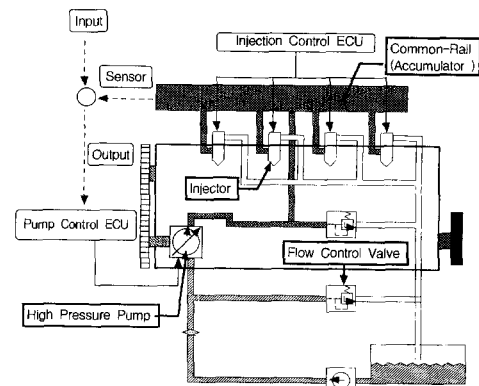 Input
Injection Control ECU
Common-Rail
(Accumulator)
Sensor
Output
Injector
Pump Control ECU
Flow Control Valve
High Pressure Pump